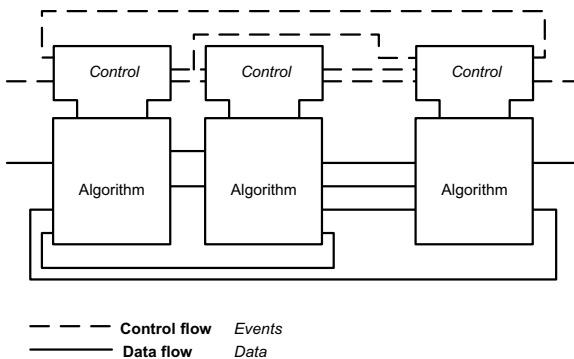 Control Control Control
Algorithm Algorithm Algorithm
Control flow Events
Data flow Data